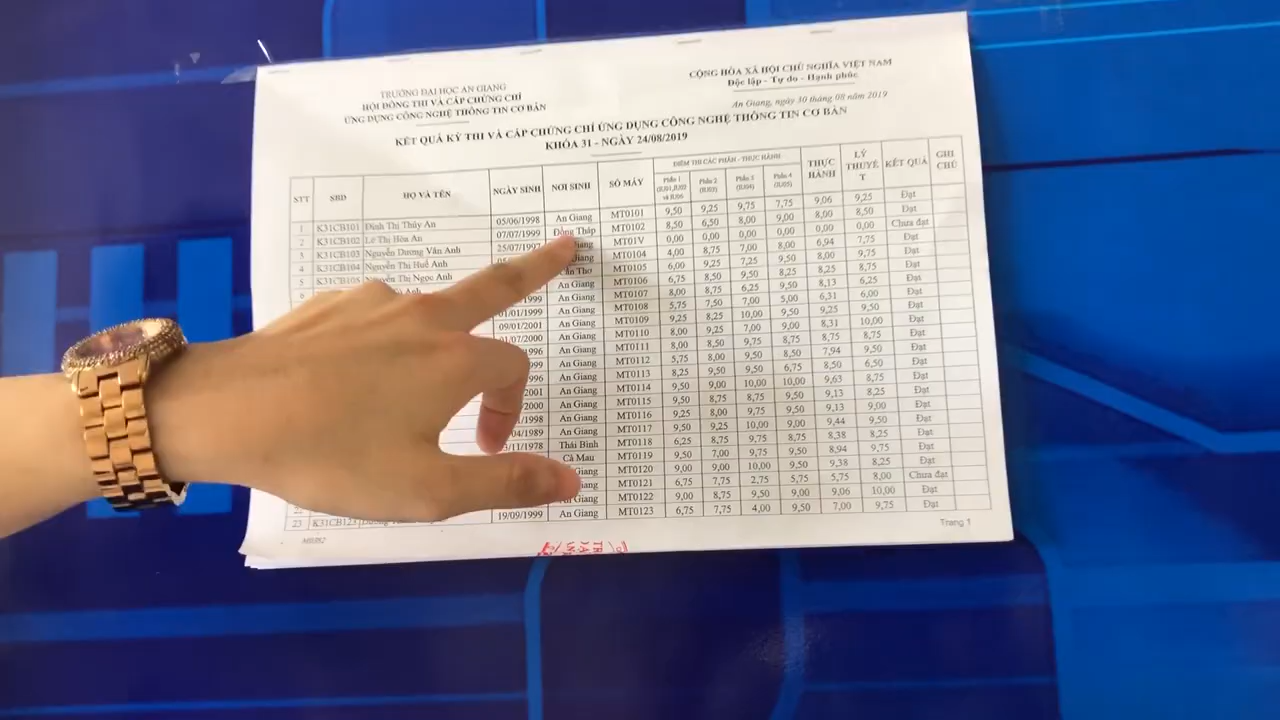 TRƯỜNG ĐẠI HỌC AN GIANG
HỘI ĐỒNG THI VÀ CẤP CHỨNG CHỈ
ỨNG DỤNG CÔNG NGHỆ THÔNG TIN CƠ BẢN
CỘNG HÒA XÃ HỘI CHỦ NGHĨA VIỆT NAM
Độc lập - Tự do - Hạnh phúc
An Giang, ngày 30 tháng 08 năm 2019
KẾT QUẢ KỲ THI VÀ CẤP CHỨNG CHỈ ỨNG DỤNG CÔNG NGHỆ THÔNG TIN CƠ BẢN
KHÓA 31 - NGÀY 24/08/2019
STT SBD HỌ VÀ TÊN NGÀY SINH NƠI SINH SỐ MÁY ĐIỂM THI CÁC PHẦN - THỰC HÀNH THỰC HÀNH LÝ THUYẾT KẾT QUẢ GHI CHÚ
Phần 1 (IU01,IU02 và IU06) Phần 2 (IU03) Phần 3 (IU04) Phần 4 (IU05)
1 K31CB101 Đinh Thị Thúy An 05/06/1998 An Giang MT0101 9,50 9,25 9,75 7,75 9,06 9,25 Đạt
2 K31CB102 Lê Thị Hòa An 07/07/1999 Đồng Tháp MT0102 8,50 6,50 8,00 9,00 8,00 8,50 Đạt
3 K31CB103 Nguyễn Dương Vân Anh 25/07/1997 Giang MT01V 0,00 0,00 0,00 0,00 0,00 0,00 Chưa đạt
4 K31CB104 Nguyễn Thị Huế Anh Giang MT0104 4,00 8,75 7,00 8,00 6,94 7,75 Đạt
5 K31CB105 Nguyễn Thị Ngọc Anh Cần Thơ MT0105 6,00 9,25 7,25 9,50 8,00 9,75 Đạt
6 Anh An Giang MT0106 6,75 8,50 9,50 8,25 8,25 8,75 Đạt
1999 An Giang MT0107 8,00 8,75 6,25 9,50 8,13 6,25 Đạt
01/01/1999 An Giang MT0108 5,75 7,50 7,00 5,00 6,31 6,00 Đạt
09/01/2001 An Giang MT0109 9,25 8,25 10,00 9,50 9,25 9,50 Đạt
01/07/2000 An Giang MT0110 8,00 9,25 7,00 9,00 8,31 10,00 Đạt
1996 An Giang MT0111 8,00 8,50 9,75 8,75 8,75 8,75 Đạt
An Giang MT0112 5,75 8,00 9,50 8,50 7,94 9,50 Đạt
1996 An Giang MT0113 8,25 9,50 9,50 6,75 8,50 6,50 Đạt
2001 An Giang MT0114 9,50 9,00 10,00 10,00 9,63 8,75 Đạt
2000 An Giang MT0115 9,50 8,75 8,75 9,50 9,13 8,75 Đạt
1998 An Giang MT0116 9,25 8,00 9,75 9,50 9,13 9,00 Đạt
04/1989 An Giang MT0117 9,50 9,25 10,00 9,00 9,44 9,50 Đạt
11/1978 Thái Bình MT0118 6,25 8,75 9,75 8,75 8,38 8,25 Đạt
Cà Mau MT0119 9,50 7,00 9,75 9,50 8,94 9,75 Đạt
Giang MT0120 9,00 9,00 10,00 9,50 9,38 8,25 Đạt
Giang MT0121 6,75 7,75 2,75 5,75 5,75 8,00 Chưa đạt
22 Giang MT0122 9,00 8,75 9,50 9,00 9,06 10,00 Đạt
23 K31CB123 19/09/1999 An Giang MT0123 6,75 7,75 4,00 9,50 7,00 9,75 Đạt
Trang 1